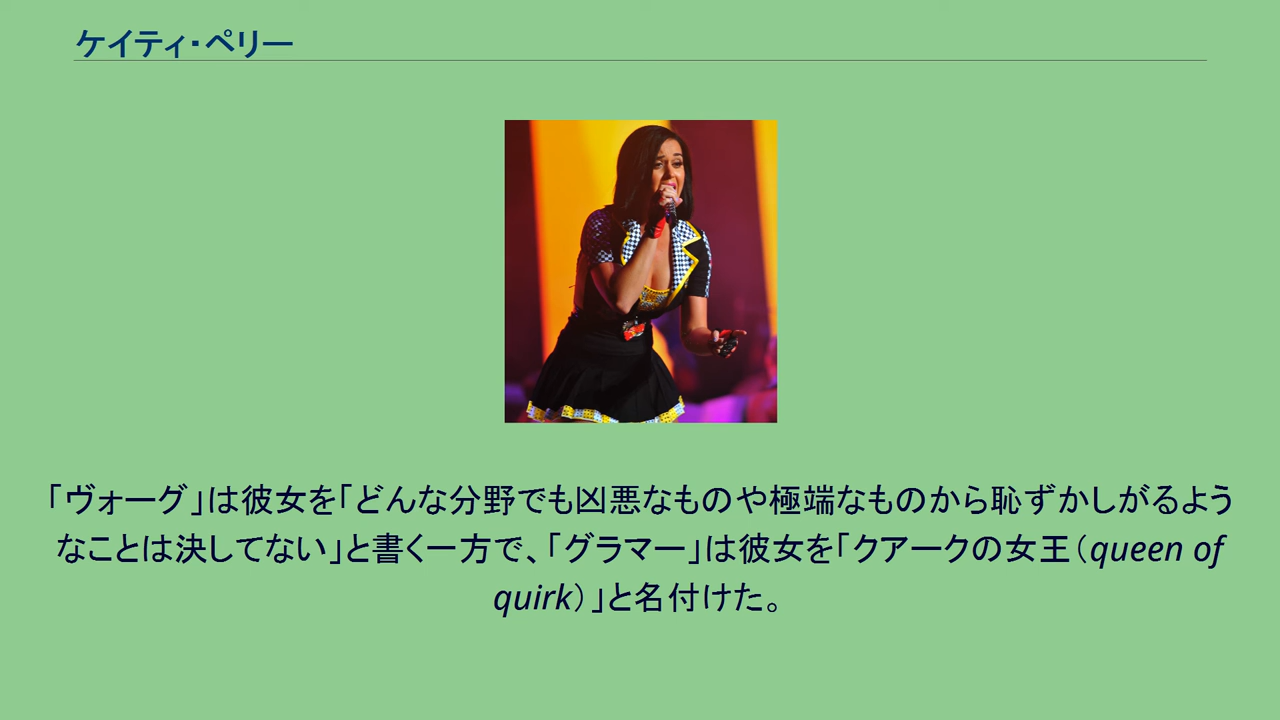 ケイティ・ペリー
「ヴォーグ」は彼女を「どんな分野でも凶悪なものや極端なものから恥ずかしがるよう
なことは決してない」と書く一方で、「グラマー」は彼女を「クアークの女王（queen of
quirk）」と名付けた。